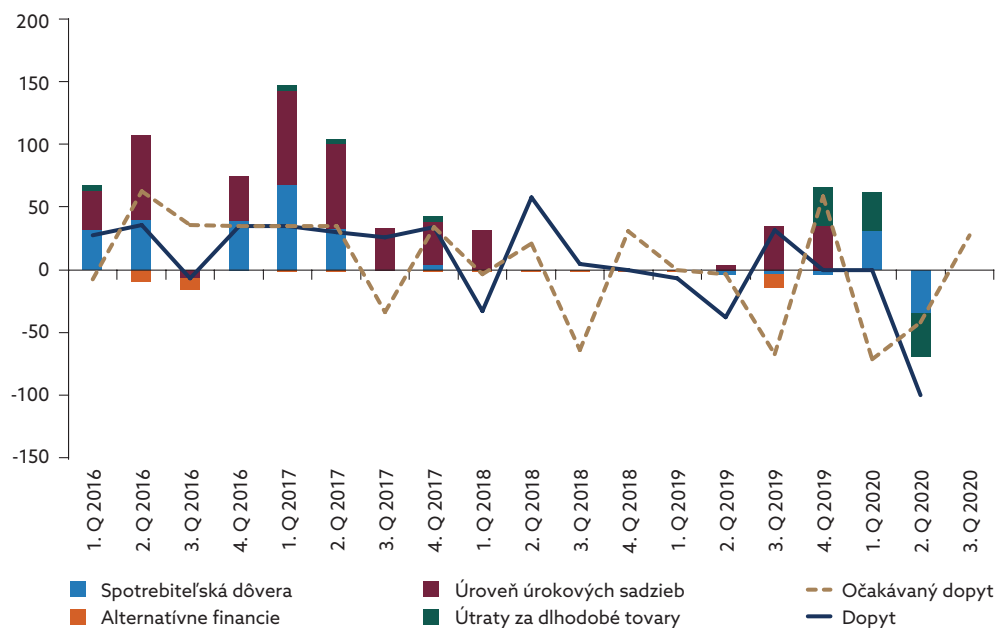 200
150
100
50
0
-50
-100
-150
1. Q 2016
2. Q 2016
3. Q 2016
4. Q 2016
1. Q 2017
2. Q 2017
3. Q 2017
4. Q 2017
1. Q 2018
2. Q 2018
3. Q 2018
4. Q 2018
1. Q 2019
2. Q 2019
3. Q 2019
4. Q 2019
1. Q 2020
2. Q 2020
3. Q 2020
Spotrebiteľská dôvera
Úroveň úrokových sadzieb
Očakávaný dopyt
Alternatívne financie
Útraty za dlhodobé tovary
Dopyt